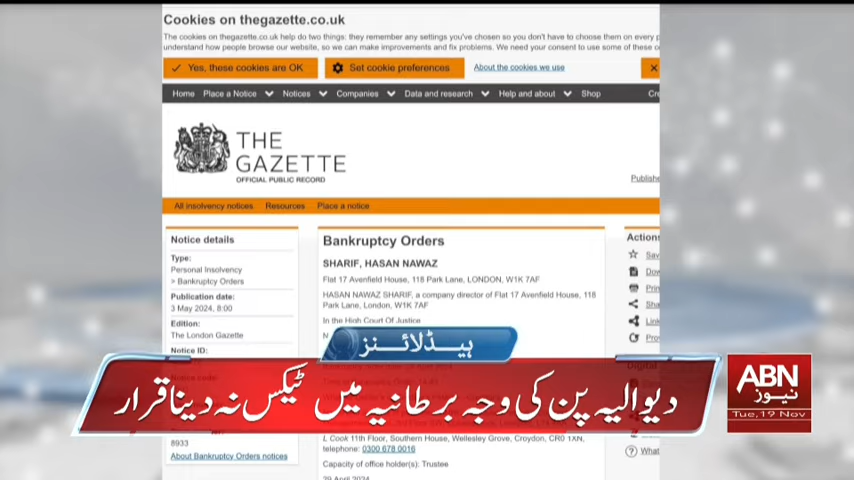 Cookies on thegazette.co.uk
The cookies on thegazette.co.uk help do two things: they remember any settings you've chosen so you don't have to choose them on every
understand how people browse our website, so we can make improvements and fix problems. We need your consent to use some of these
Yes, these cookies are OK
Set cookie preferences
About the cookies we use
Home Place a Notice Notices Companies Data and research Help and about Shop
THE
GAZETTE
OFFICIAL PUBLIC RECORD
All insolvency notices Resources Place a notice
Notice details
Type:
Personal Insolvency
> Bankruptcy Orders
Publication date:
3 May 2024, 8:00
Edition:
The London Gazette
Notice ID:
8933
About Bankruptcy Orders notices
Bankruptcy Orders
SHARIF, HASAN NAWAZ
Flat 17 Avenfield House, 118 Park Lane, LONDON, W1K 7AF
HASAN NAWAZ SHARIF, a company director of Flat 17 Avenfield House, 118
Park Lane, London, W1K 7AF
In the High Court Of Justice
L Cook 11th Floor, Southern House, Wellesley Grove, Croydon, CR0 1XN,
telephone: 0300 678 0016
Capacity of office holder(s): Trustee
29 April 2024
Actions
ہیڈلائنز
دیوالیہ پن کی وجہ برطانیہ میں ٹیکس نہ دینا قرار
ABN
نیوز
Tue,19 Nov